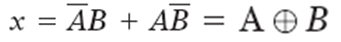 x = A̅B + AB̅ = A ⊕ B